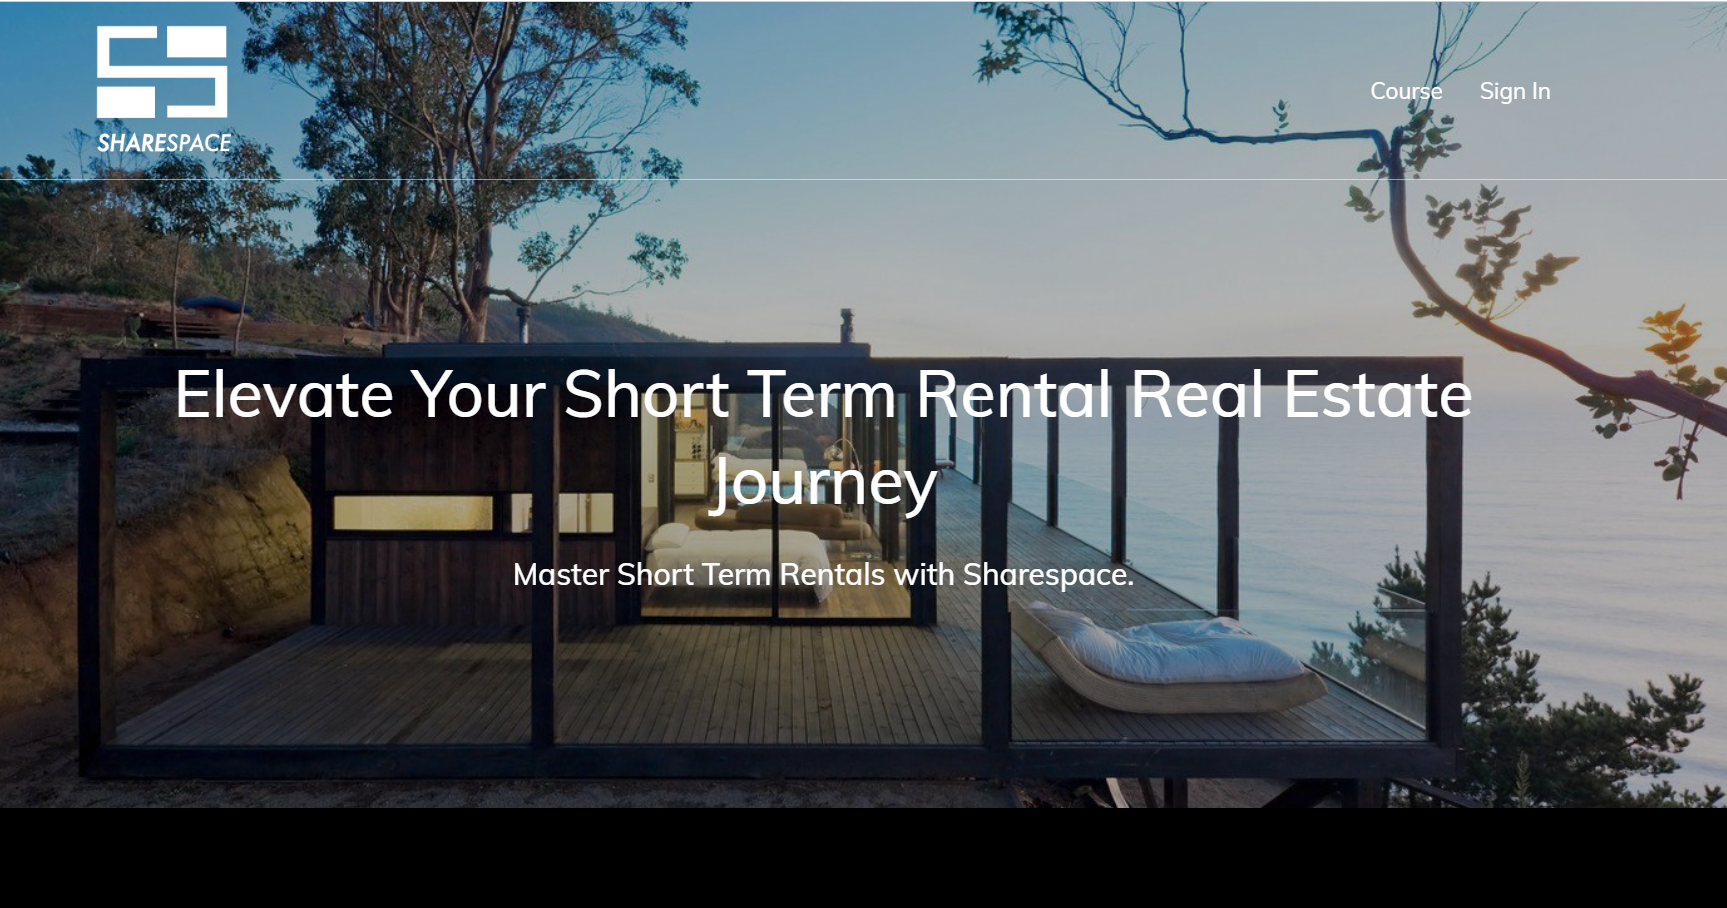 SHARESPACE
Course
Sign In
Elevate Your Short Term Rental Real Estate
Journey
Master Short Term Rentals with Sharespace.